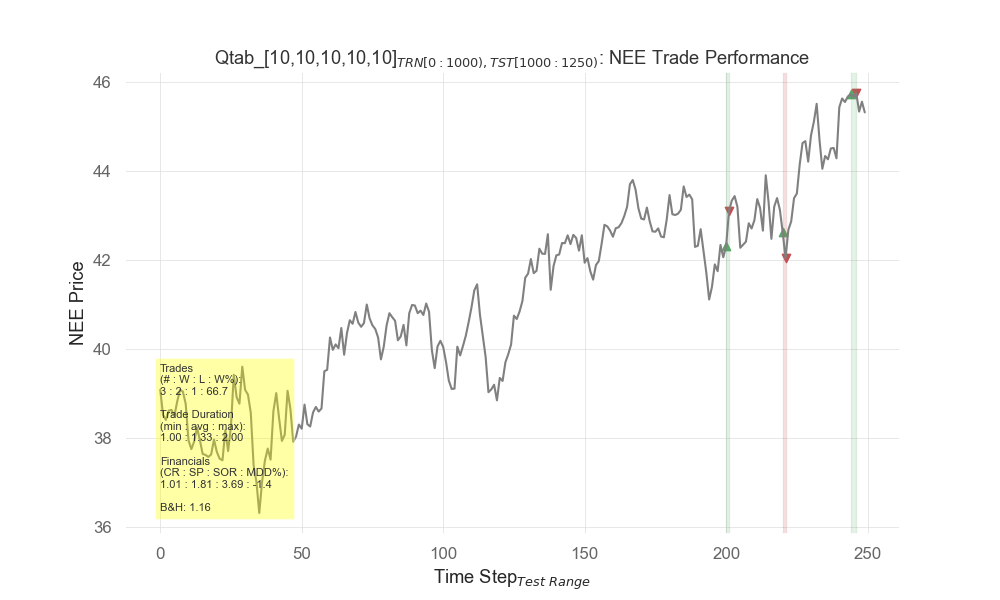 Qtab_[10,10,10,10,10]TRN[0 : 1000), TST[1000 : 1250): NEE Trade Performance
46
44
42
40
38
36
NEE Price
Trades
(# : W : L : W%):
3 : 2 : 1 : 66.7
Trade Duration
(min : avg : max):
1.00 : 1.33 : 2.00
Financials
(CR : SP : SOR : MDD%):
1.01 : 1.81 : 3.69 : -1.4
B&H: 1.16
0 50 100 150 200 250
Time StepTest Range